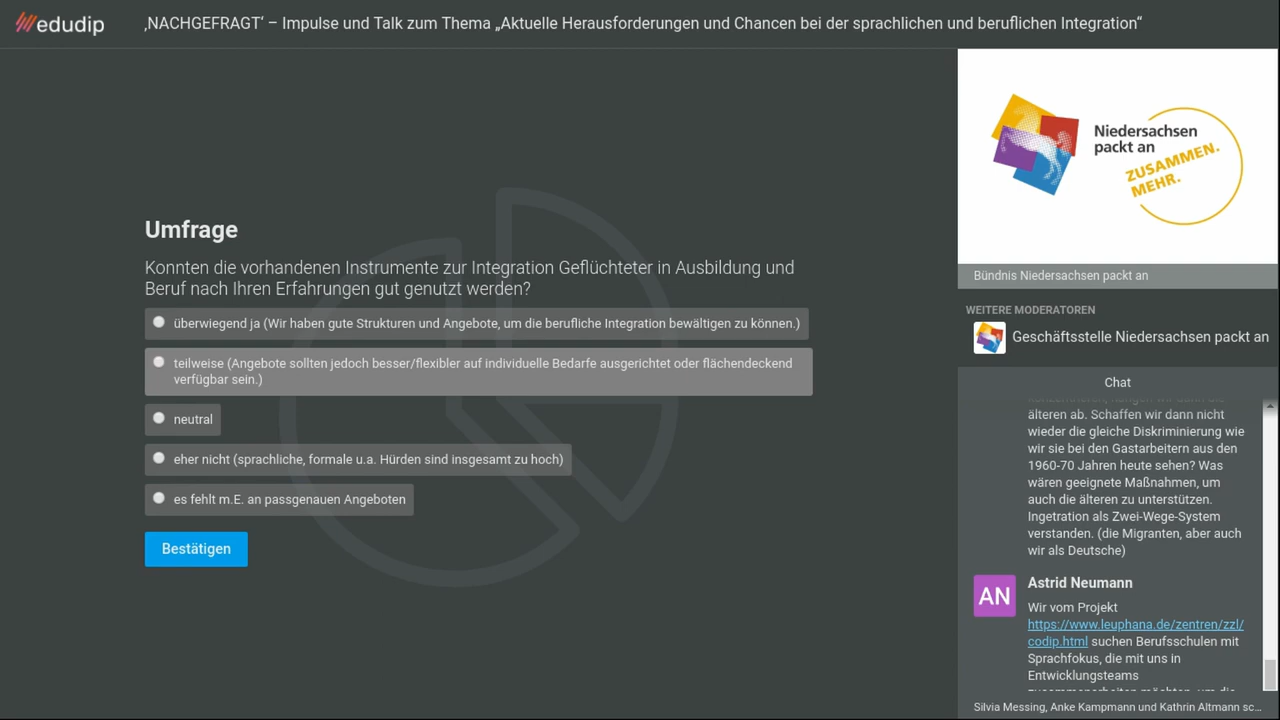 edudip
‚NACHGEFRAGT‘ – Impulse und Talk zum Thema „Aktuelle Herausforderungen und Chancen bei der sprachlichen und beruflichen Integration“
Umfrage
Konnten die vorhandenen Instrumente zur Integration Geflüchteter in Ausbildung und
Beruf nach Ihren Erfahrungen gut genutzt werden?
überwiegend ja (Wir haben gute Strukturen und Angebote, um die berufliche Integration bewältigen zu können.)
teilweise (Angebote sollten jedoch besser/flexibler auf individuelle Bedarfe ausgerichtet oder flächendeckend
verfügbar sein.)
neutral
eher nicht (sprachliche, formale u.a. Hürden sind insgesamt zu hoch)
es fehlt m.E. an passgenauen Angeboten
Bestätigen
Niedersachsen
packt an
ZUSAMMEN.
MEHR.
Bündnis Niedersachsen packt an
WEITERE MODERATOREN
Geschäftsstelle Niedersachsen packt an
Chat
älteren ab. Schaffen wir dann nicht
wieder die gleiche Diskriminierung wie
wir sie bei den Gastarbeitern aus den
1960-70 Jahren heute sehen? Was
wären geeignete Maßnahmen, um
auch die älteren zu unterstützen.
Ingetration als Zwei-Wege-System
verstanden. (die Migranten, aber auch
wir als Deutsche)
AN
Astrid Neumann
Wir vom Projekt
https://www.leuphana.de/zentren/zzl/
codip.html suchen Berufsschulen mit
Sprachfokus, die mit uns in
Entwicklungsteams
Silvia Messing, Anke Kampmann und Kathrin Altmann sc...